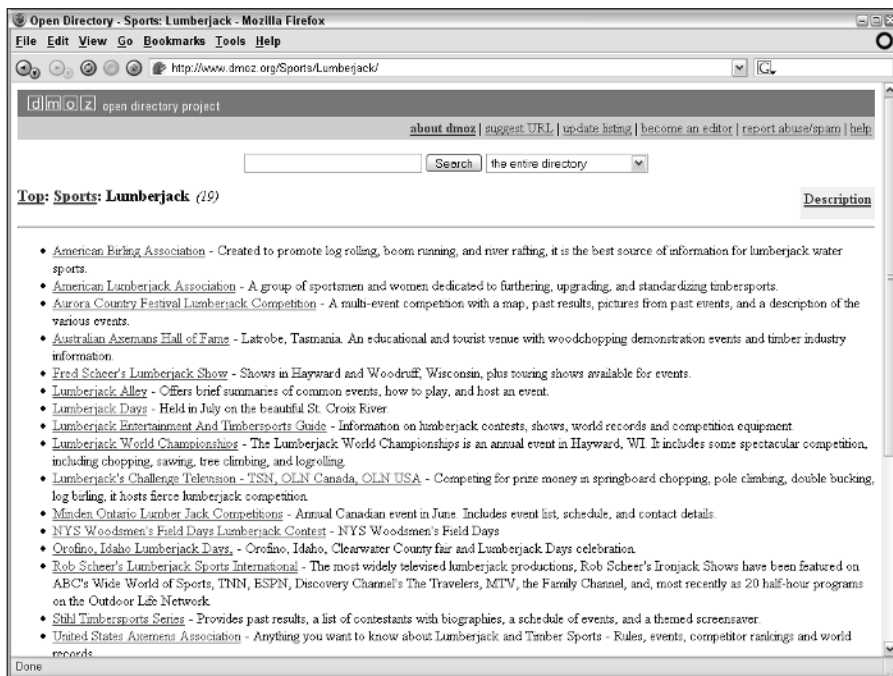 Open Directory - Sports: Lumberjack - Mozilla Firefox
File Edit View Go Bookmarks Tools Help
http://www.dmoz.org/Sports/Lumberjack/
G
dmoz open directory project
about dmoz | suggest URL | update listing | become an editor | report abuse/spam | help
Search the entire directory
Top: Sports: Lumberjack (19)
Description
American Birling Association - Created to promote log rolling, boom running, and river rafting, it is the best source of information for lumberjack water
sports.
American Lumberjack Association - A group of sportsmen and women dedicated to furthering, upgrading, and standardizing timbersports.
Aurora Country Festival Lumberjack Competition - A multi-event competition with a map, past results, pictures from past events, and a description of the
various events.
Australian Axemans Hall of Fame - Latrobe, Tasmania. An educational and tourist venue with woodchopping demonstration events and timber industry
information.
Fred Scheer's Lumberjack Show - Shows in Hayward and Woodruff, Wisconsin, plus touring shows available for events.
Lumberjack Alley - Offers brief summaries of common events, how to play, and host an event.
Lumberjack Days - Held in July on the beautiful St. Croix River.
Lumberjack Entertainment And Timbersports Guide - Information on lumberjack contests, shows, world records and competition equipment.
Lumberjack World Championships - The Lumberjack World Championships is an annual event in Hayward, WI. It includes some spectacular competition,
including chopping, sawing, tree climbing, and logrolling.
Lumberjack's Challenge Television - TSN, OLN Canada, OLN USA - Competing for prize money in springboard chopping, pole climbing, double bucking,
log birling, it hosts fierce lumberjack competition.
Minden Ontario Lumber Jack Competitions - Annual Canadian event in June. Includes event list, schedule, and contact details.
NYS Woodsmen's Field Days Lumberjack Contest - NYS Woodsmen's Field Days
Orofino, Idaho Lumberjack Days, - Orofino, Idaho, Clearwater County fair and Lumberjack Days celebration.
Rob Scheer's Lumberjack Sports International - The most widely televised lumberjack productions, Rob Scheer's Ironjack Shows have been featured on
ABC's Wide World of Sports, TNN, ESPN, Discovery Channel's The Travelers, MTV, the Family Channel, and, most recently as 20 half-hour programs
on the Outdoor Life Network.
Stihl Timbersports Series - Provides past results, a list of contestants with biographies, a schedule of events, and a themed screensaver.
United States Axemens Association - Anything you want to know about Lumberjack and Timber Sports - Rules, events, competitor rankings and world
records.
Done